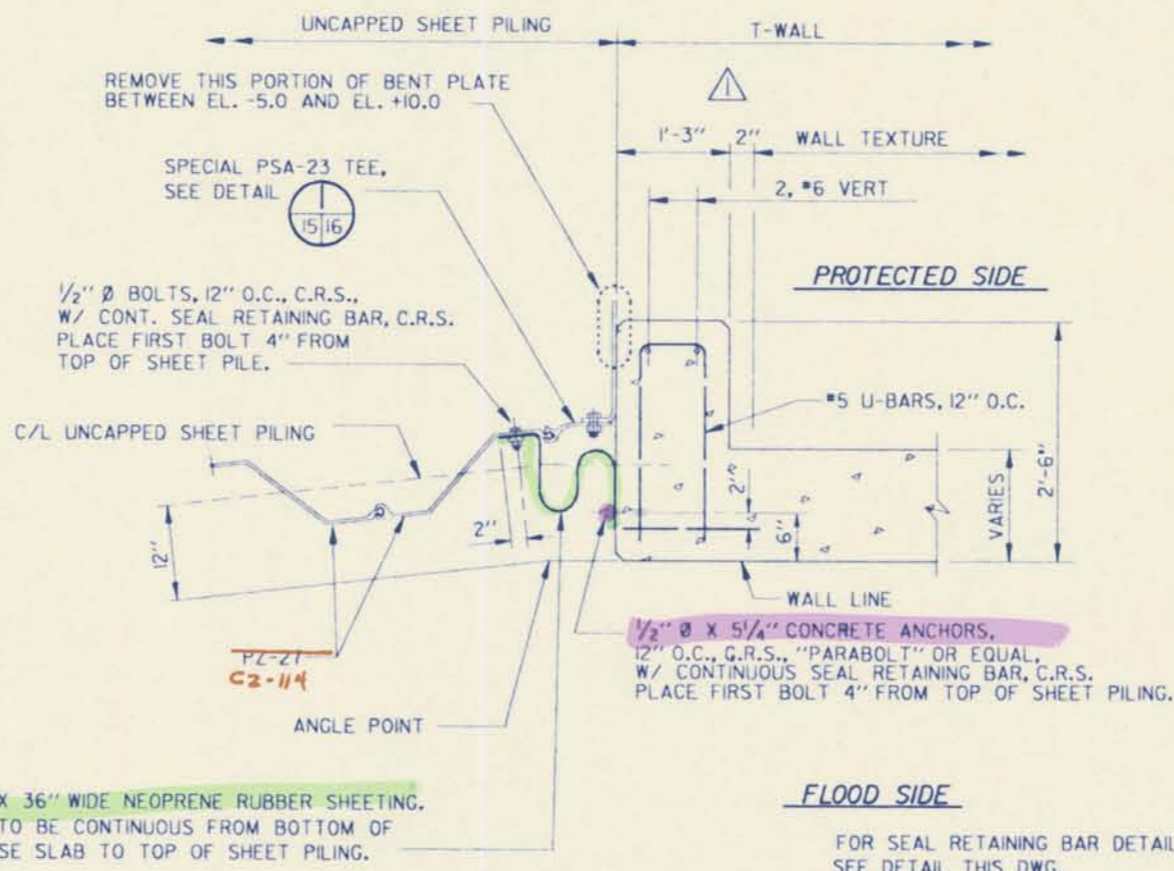 UNCAPPED SHEET PILING
T-WALL
REMOVE THIS PORTION OF BENT PLATE
BETWEEN EL. -5.0 AND EL. +10.0
1
1'-3"
2"
WALL TEXTURE
SPECIAL PSA-23 TEE,
SEE DETAIL
1
15 16
2, #6 VERT
PROTECTED SIDE
1/2" Ø BOLTS, 12" O.C., C.R.S.,
W/ CONT. SEAL RETAINING BAR, C.R.S.
PLACE FIRST BOLT 4" FROM
TOP OF SHEET PILE.
#5 U-BARS, 12" O.C.
C/L UNCAPPED SHEET PILING
2'-6"
VARIES
2"
6"
2"
12"
WALL LINE
1/2" Ø X 5 1/4" CONCRETE ANCHORS,
12" O.C., C.R.S., "PARABOLT" OR EQUAL,
W/ CONTINUOUS SEAL RETAINING BAR, C.R.S.
PLACE FIRST BOLT 4" FROM TOP OF SHEET PILING.
PZ-27
CZ-114
ANGLE POINT
X 36" WIDE NEOPRENE RUBBER SHEETING.
TO BE CONTINUOUS FROM BOTTOM OF
SE SLAB TO TOP OF SHEET PILING.
FLOOD SIDE
FOR SEAL RETAINING BAR DETAIL
SEE DETAIL THIS DWG.